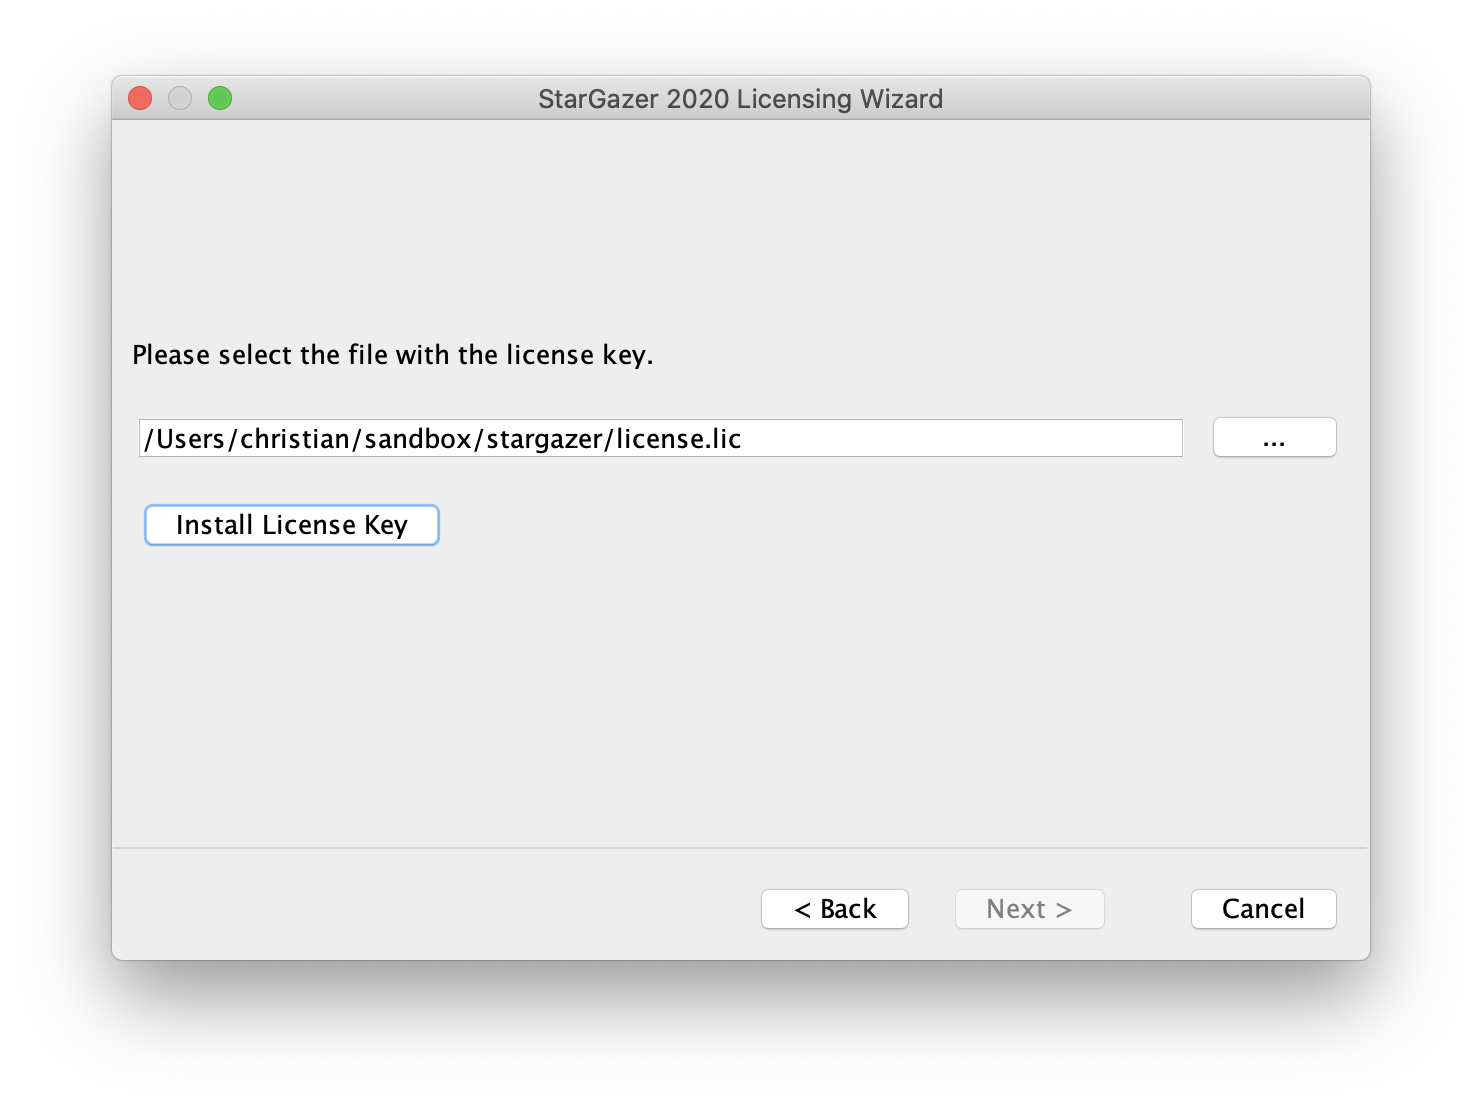 StarGazer 2020 Licensing Wizard
Please select the file with the license key.
/Users/christian/sandbox/stargazer/license.lic
...
Install License Key
< Back
Next >
Cancel